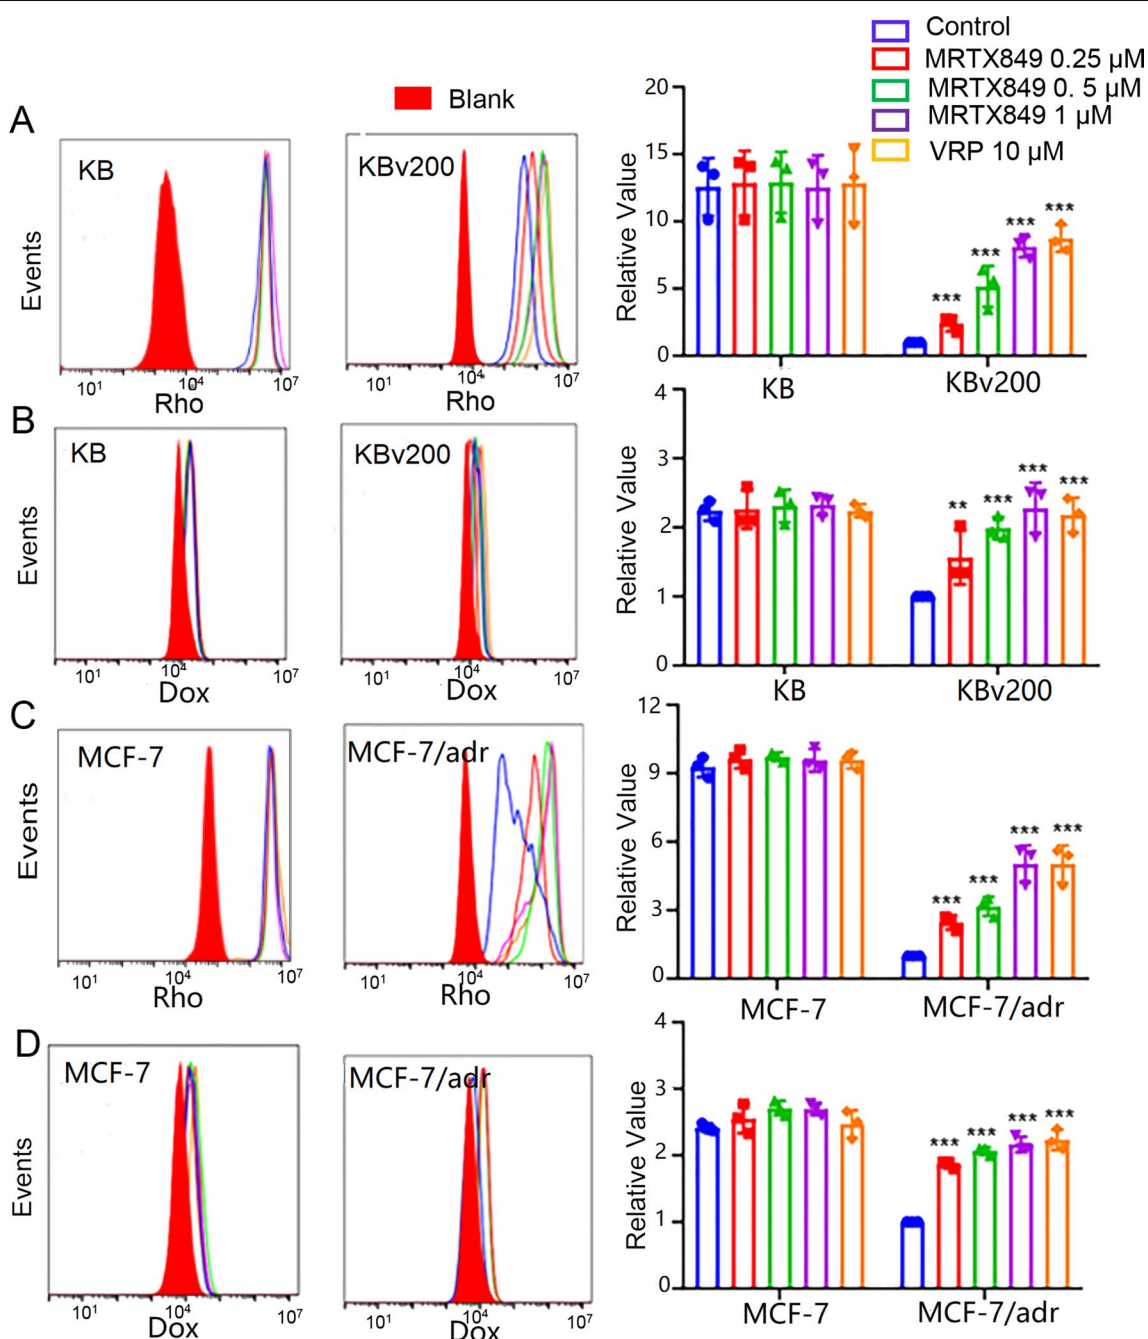 Control
MRTX849 0.25 μM
MRTX849 0. 5 μM
MRTX849 1 μM
VRP 10 μM
Blank
A
KB
Events
10¹ 10⁴ 10⁷
Rho
KBv200
10¹ 10⁴ 10⁷
Rho
Relative Value
20
15
10
5
0
***
***
***
***
KB
KBv200
B
KB
Events
10¹ 10⁴ 10⁷
Dox
KBv200
10¹ 10⁴ 10⁷
Dox
Relative Value
4
3
2
1
0
**
***
***
***
KB
KBv200
C
MCF-7
Events
10¹ 10⁴ 10⁷
Rho
MCF-7/adr
10¹ 10⁴ 10⁷
Rho
Relative Value
12
9
6
3
0
***
***
***
***
MCF-7
MCF-7/adr
D
MCF-7
Events
10¹ 10⁴ 10⁷
Dox
MCF-7/adr
10¹ 10⁴ 10⁷
Dox
Relative Value
4
3
2
1
0
***
***
***
***
MCF-7
MCF-7/adr